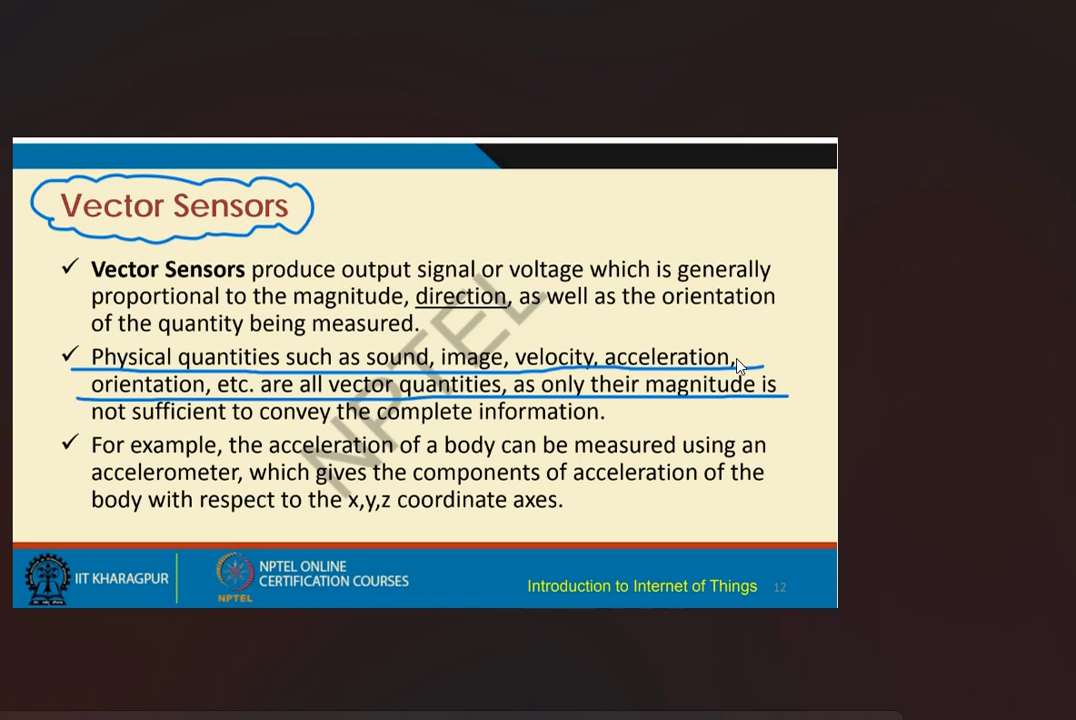 Vector Sensors
✓ Vector Sensors produce output signal or voltage which is generally
proportional to the magnitude, direction, as well as the orientation
of the quantity being measured.
✓ Physical quantities such as sound, image, velocity, acceleration,
orientation, etc. are all vector quantities, as only their magnitude is
not sufficient to convey the complete information.
✓ For example, the acceleration of a body can be measured using an
accelerometer, which gives the components of acceleration of the
body with respect to the x,y,z coordinate axes.
NPTEL
IIT KHARAGPUR
NPTEL ONLINE
CERTIFICATION COURSES
NPTEL
Introduction to Internet of Things 12